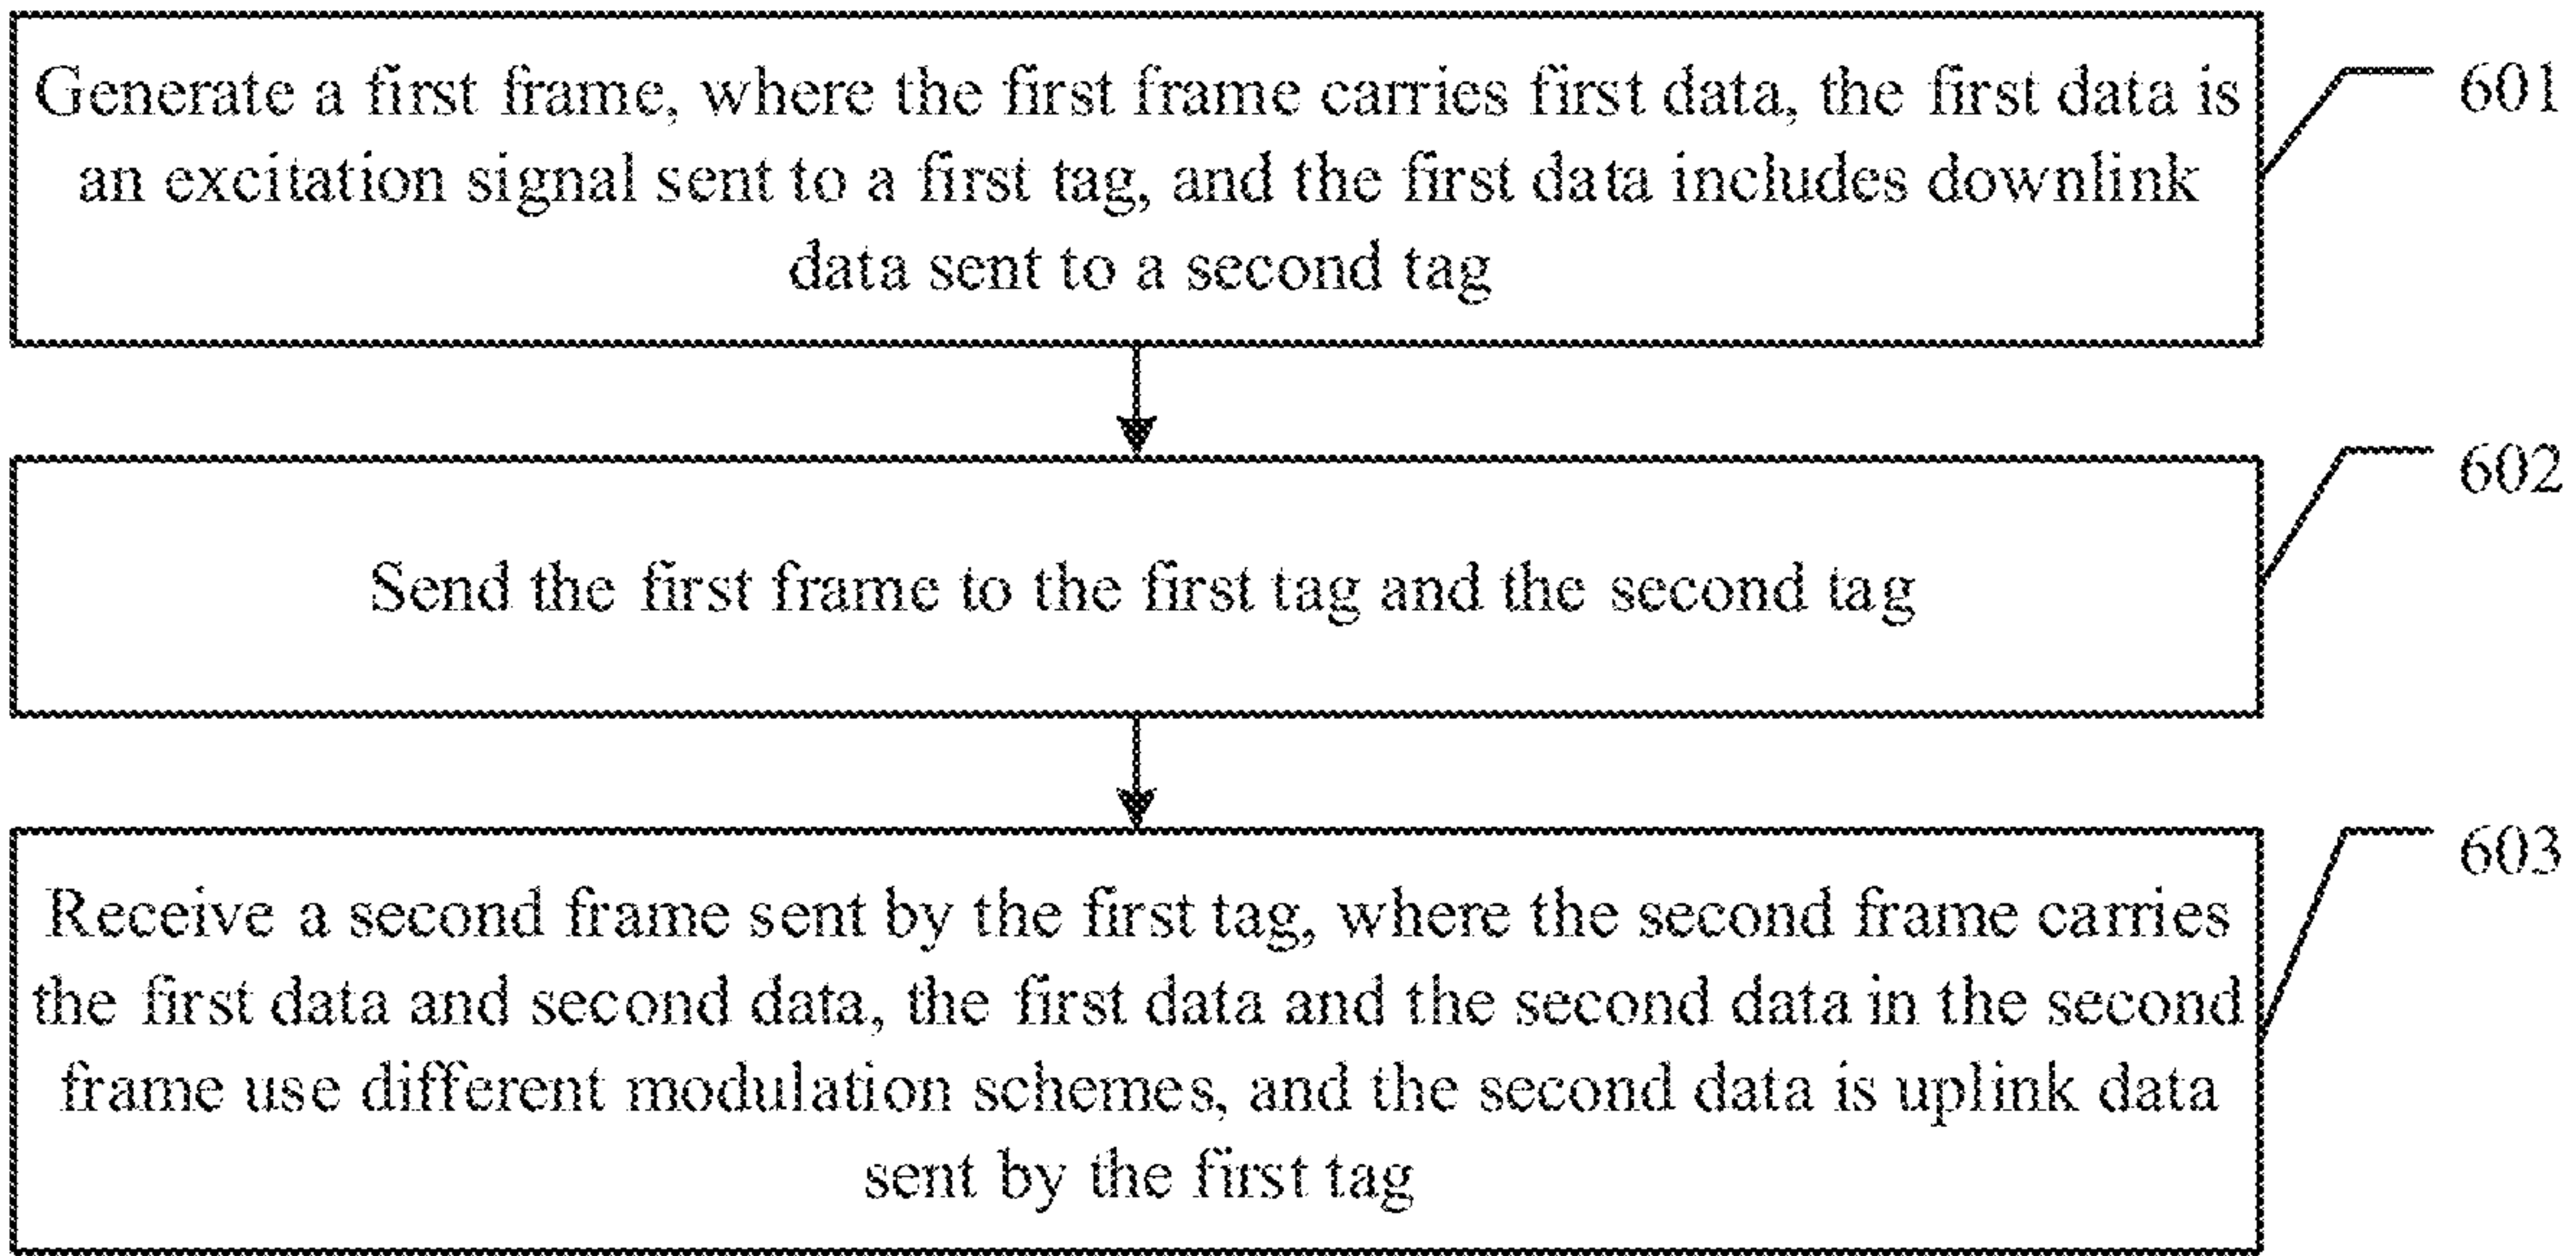 Generate a first frame, where the first frame carries first data, the first data is
an excitation signal sent to a first tag, and the first data includes downlink
data sent to a second tag
601
Send the first frame to the first tag and the second tag
602
Receive a second frame sent by the first tag, where the second frame carries
the first data and second data, the first data and the second data in the second
frame use different modulation schemes, and the second data is uplink data
sent by the first tag
603